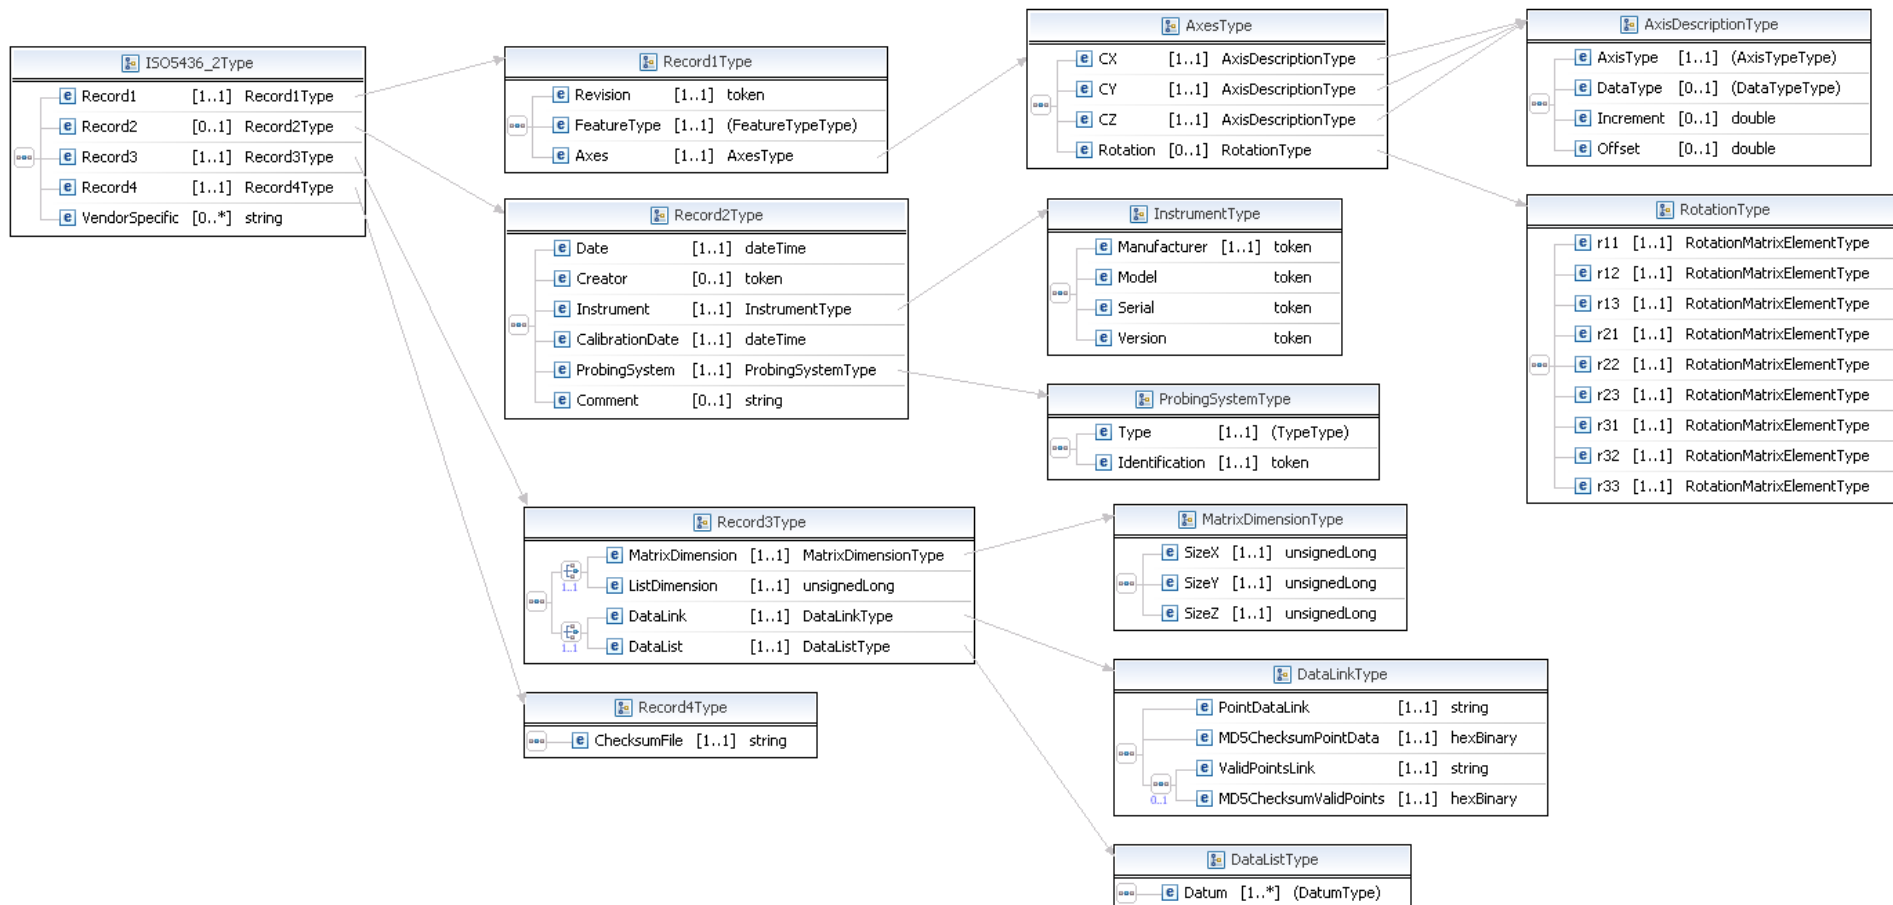 ISO5436_2Type
Record1 [1..1] Record1Type
Record2 [0..1] Record2Type
Record3 [1..1] Record3Type
Record4 [1..1] Record4Type
VendorSpecific [0..*] string
Record1Type
Revision [1..1] token
FeatureType [1..1] (FeatureTypeType)
Axes [1..1] AxesType
Record2Type
Date [1..1] dateTime
Creator [0..1] token
Instrument [1..1] InstrumentType
CalibrationDate [1..1] dateTime
ProbingSystem [1..1] ProbingSystemType
Comment [0..1] string
Record3Type
MatrixDimension [1..1] MatrixDimensionType
1..1
ListDimension [1..1] unsignedLong
DataLink [1..1] DataLinkType
1..1
DataList [1..1] DataListType
Record4Type
ChecksumFile [1..1] string
AxesType
CX [1..1] AxisDescriptionType
CY [1..1] AxisDescriptionType
CZ [1..1] AxisDescriptionType
Rotation [0..1] RotationType
InstrumentType
Manufacturer [1..1] token
Model token
Serial token
Version token
ProbingSystemType
Type [1..1] (TypeType)
Identification [1..1] token
MatrixDimensionType
SizeX [1..1] unsignedLong
SizeY [1..1] unsignedLong
SizeZ [1..1] unsignedLong
DataLinkType
PointDataLink [1..1] string
MD5ChecksumPointData [1..1] hexBinary
ValidPointsLink [1..1] string
0..1
MD5ChecksumValidPoints [1..1] hexBinary
DataListType
Datum [1..*] (DatumType)
AxisDescriptionType
AxisType [1..1] (AxisTypeType)
DataType [0..1] (DataTypeType)
Increment [0..1] double
Offset [0..1] double
RotationType
r11 [1..1] RotationMatrixElementType
r12 [1..1] RotationMatrixElementType
r13 [1..1] RotationMatrixElementType
r21 [1..1] RotationMatrixElementType
r22 [1..1] RotationMatrixElementType
r23 [1..1] RotationMatrixElementType
r31 [1..1] RotationMatrixElementType
r32 [1..1] RotationMatrixElementType
r33 [1..1] RotationMatrixElementType